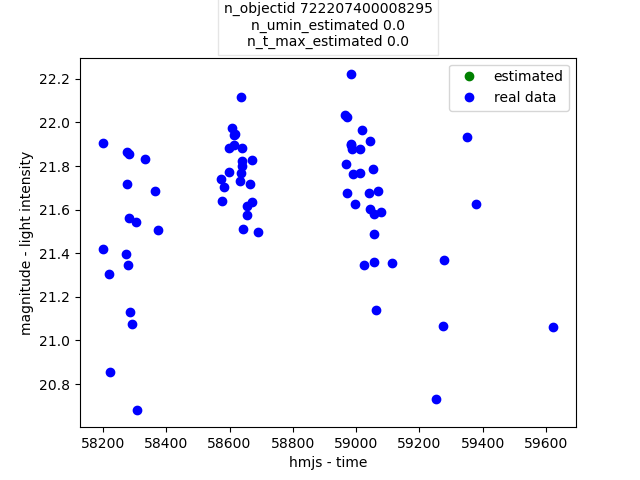 n_objectid 722207400008295
n_umin_estimated 0.0
n_t_max_estimated 0.0
estimated
real data
magnitude - light intensity
22.2
22.0
21.8
21.6
21.4
21.2
21.0
20.8
58200 58400 58600 58800 59000 59200 59400 59600
hmjs - time